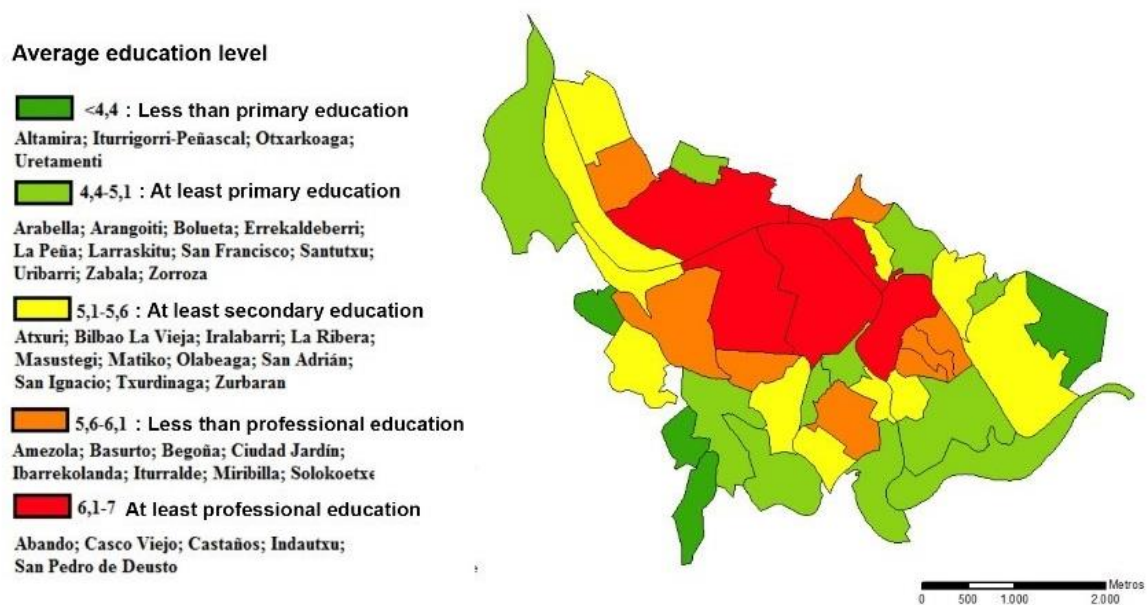 Average education level
<4,4 : Less than primary education
Altamira; Iturrigorri-Peñascal; Otxarkoaga;
Uretamenti
4,4-5,1 : At least primary education
Arabella; Arangoiti; Bolueta; Errekaldeberri;
La Peña; Larraskitu; San Francisco; Santutxu;
Uribarri; Zabala; Zorroza
5,1-5,6 : At least secondary education
Atxuri; Bilbao La Vieja; Iralabarri; La Ribera;
Masustegi; Matiko; Olabeaga; San Adrián;
San Ignacio; Txurdinaga; Zurbaran
5,6-6,1 : Less than professional education
Amezola; Basurto; Begoña; Ciudad Jardín;
Ibarrekolanda; Iturralde; Miribilla; Solokoetxe
6,1-7 At least professional education
Abando; Casco Viejo; Castaños; Indautxu;
San Pedro de Deusto
Metros
0 500 1.000 2.000